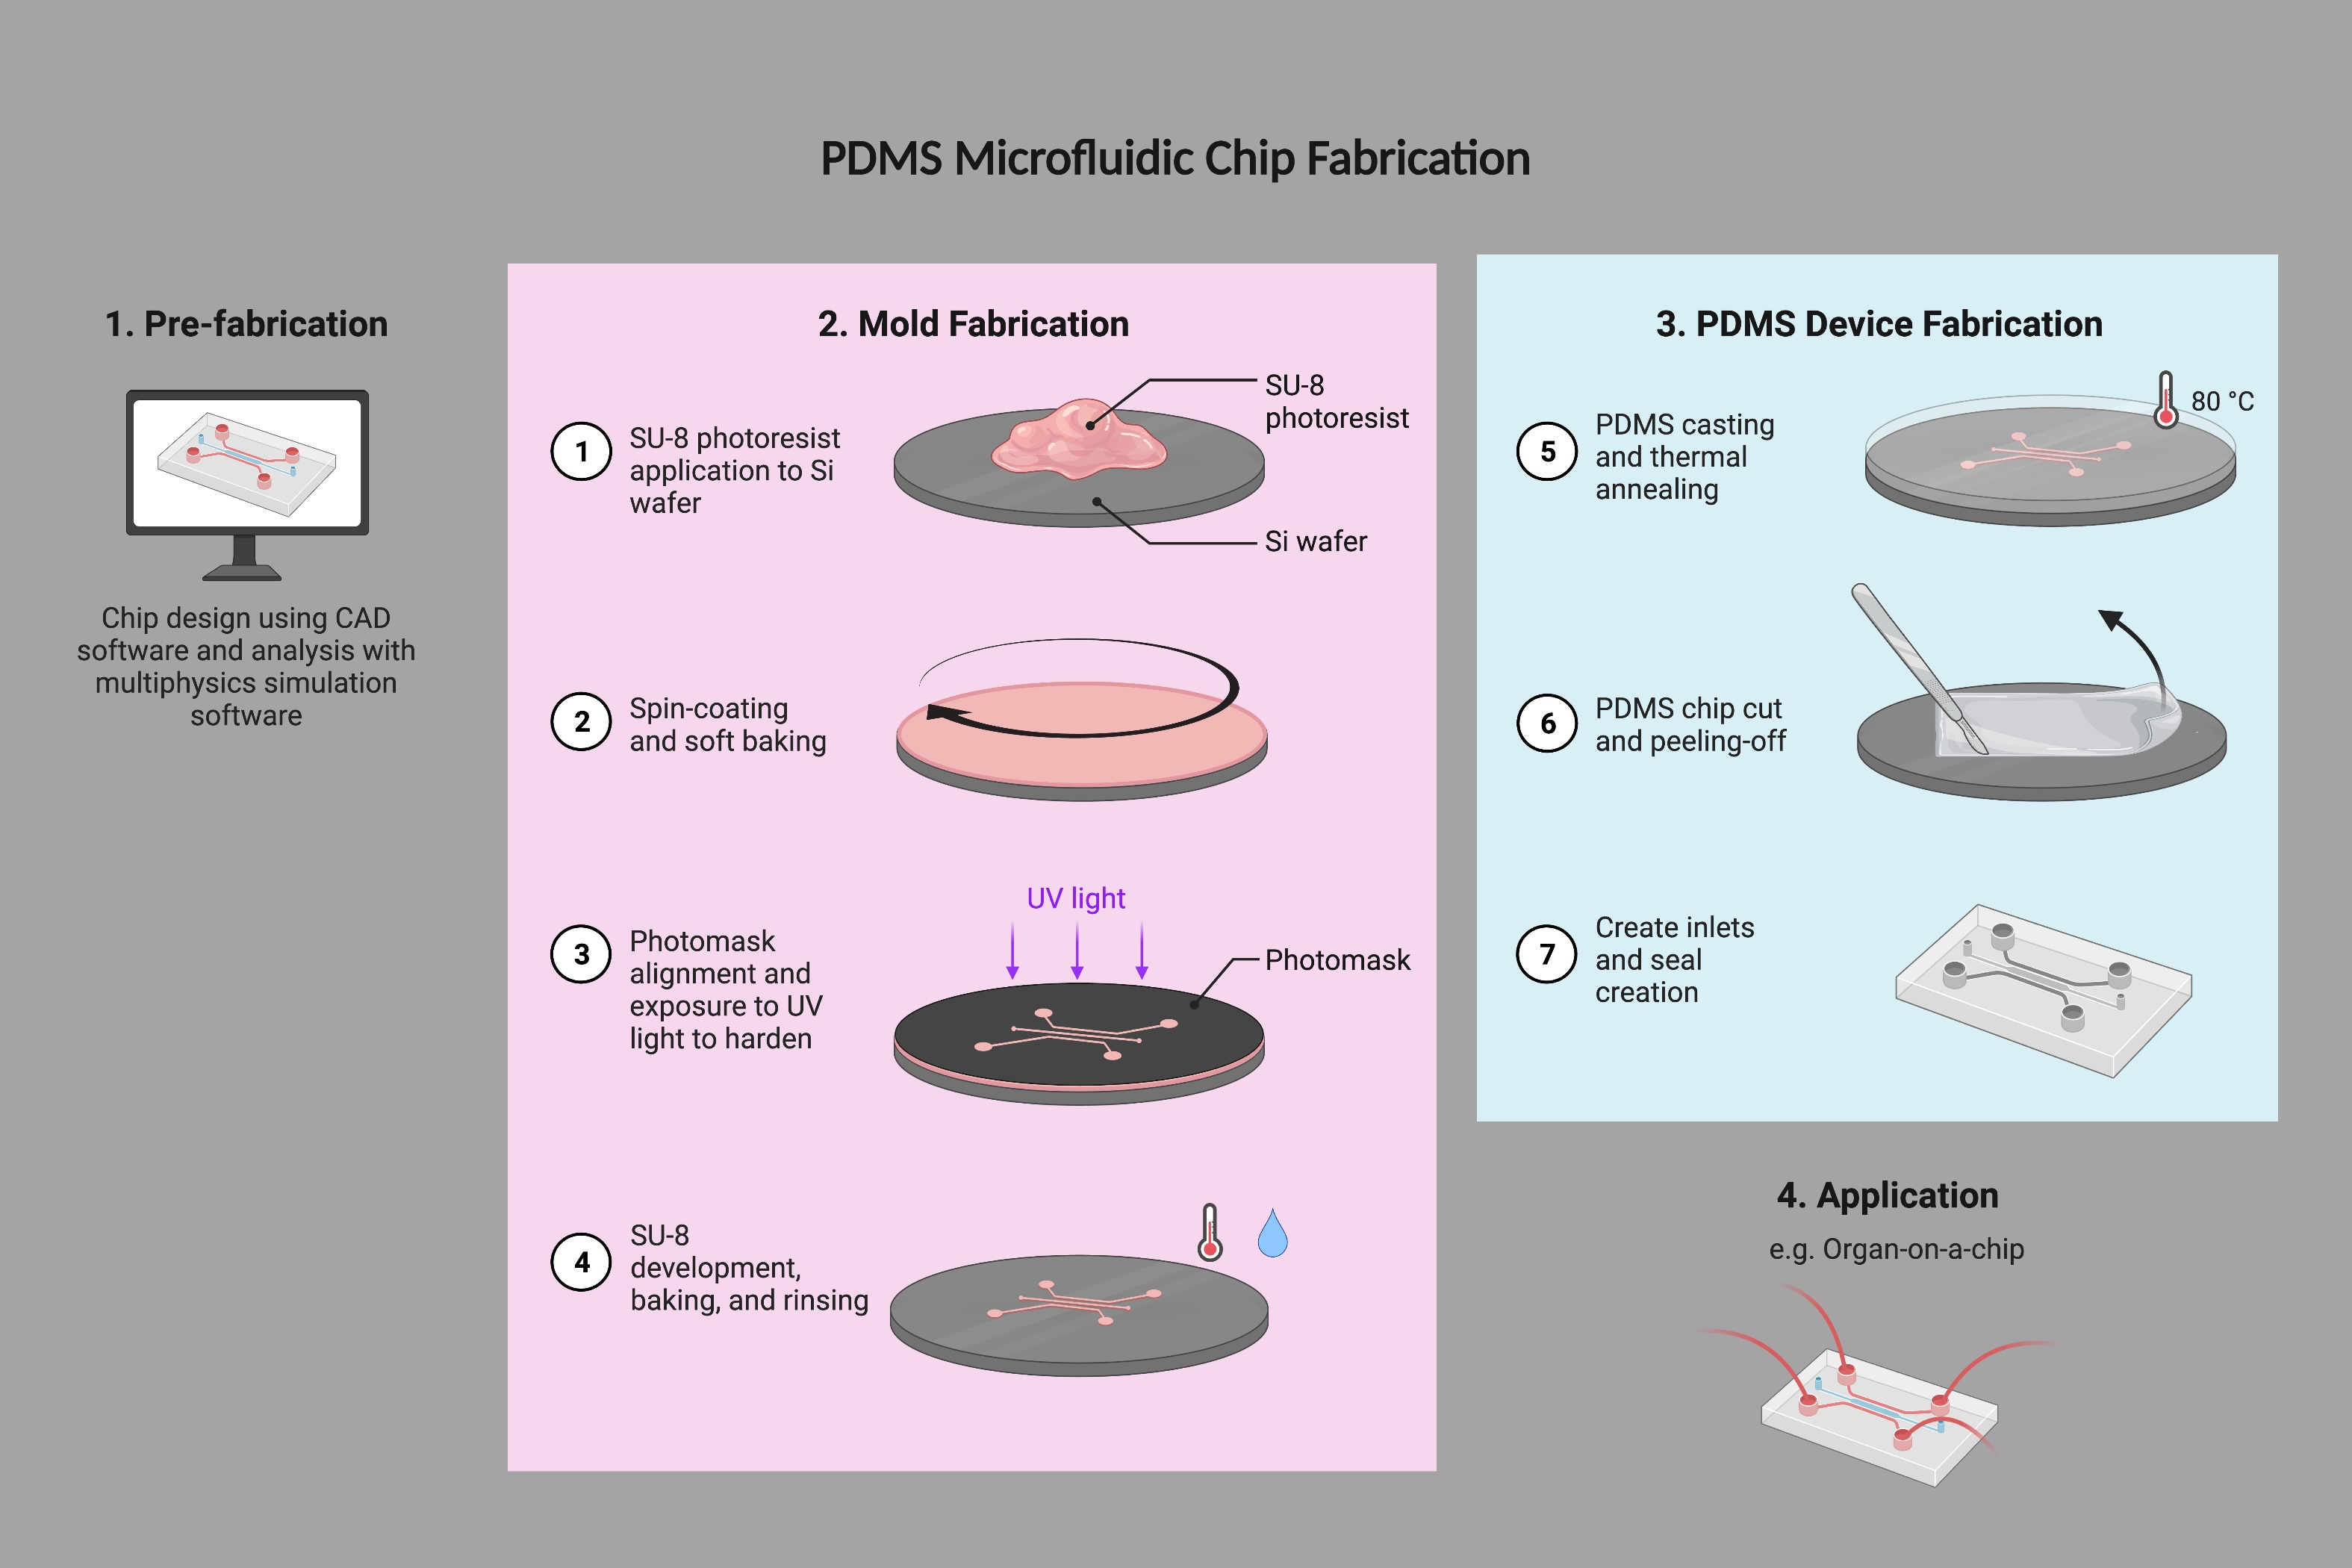 PDMS Microfluidic Chip Fabrication
1. Pre-fabrication
Chip design using CAD
software and analysis with
multiphysics simulation
software
2. Mold Fabrication
1
SU-8 photoresist
application to Si
wafer
SU-8
photoresist
Si wafer
2
Spin-coating
and soft baking
UV light
3
Photomask
alignment and
exposure to UV
light to harden
Photomask
4
SU-8
development,
baking, and rinsing
3. PDMS Device Fabrication
5
PDMS casting
and thermal
annealing
80 °C
6
PDMS chip cut
and peeling-off
7
Create inlets
and seal
creation
4. Application
e.g. Organ-on-a-chip